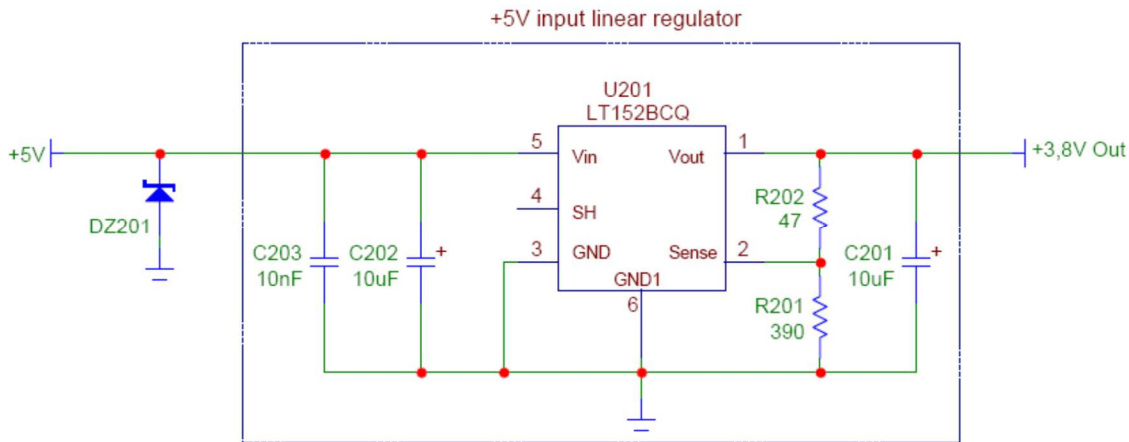 +5V input linear regulator
U201
LT152BCQ
+5V
5
Vin
Vout
1
+3,8V Out
4
SH
R202
47
DZ201
C203
10nF
C202
10uF
+
3
GND
Sense
2
C201
10uF
+
GND1
6
R201
390